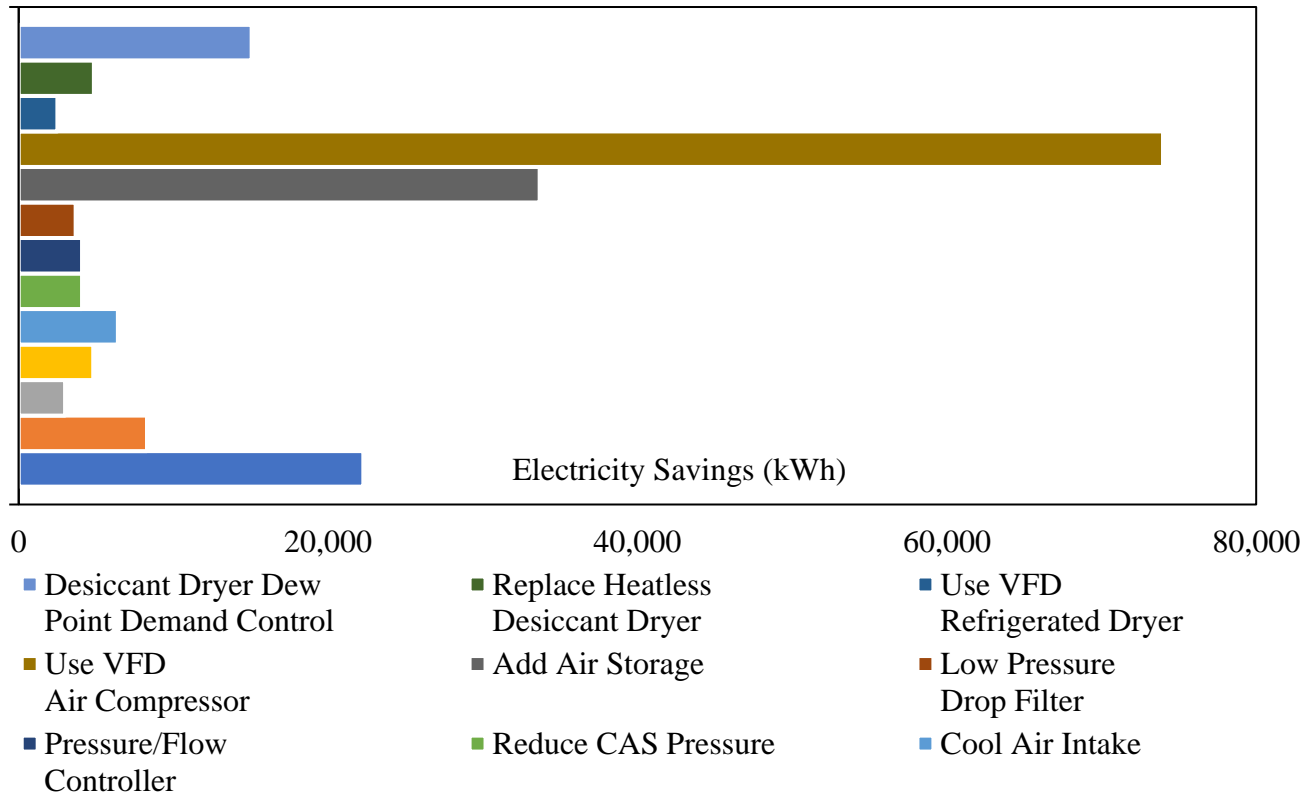 Electricity Savings (kWh)
0 20,000 40,000 60,000 80,000
Desiccant Dryer Dew
Point Demand Control
Replace Heatless
Desiccant Dryer
Use VFD
Refrigerated Dryer
Use VFD
Air Compressor
Add Air Storage
Low Pressure
Drop Filter
Pressure/Flow
Controller
Reduce CAS Pressure
Cool Air Intake